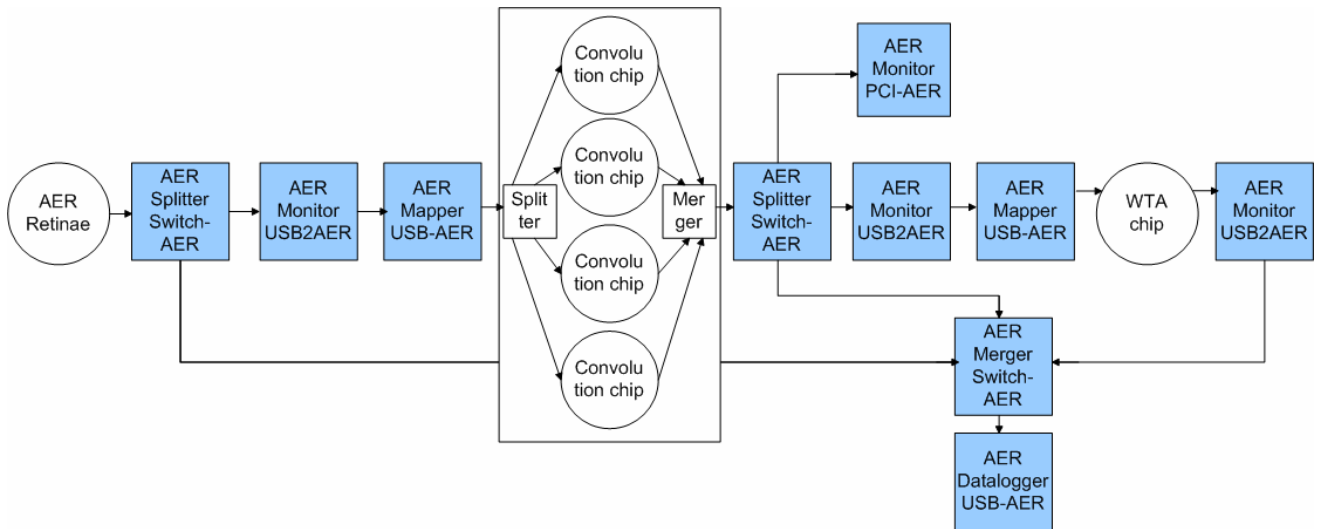 AER
Retinae
AER
Splitter
Switch-
AER
AER
Monitor
USB2AER
AER
Mapper
USB-AER
Split
ter
Convolu
tion chip
Convolu
tion chip
Convolu
tion chip
Convolu
tion chip
Mer
ger
AER
Splitter
Switch-
AER
AER
Monitor
PCI-AER
AER
Monitor
USB2AER
AER
Mapper
USB-AER
WTA
chip
AER
Monitor
USB2AER
AER
Merger
Switch-
AER
AER
Datalogger
USB-AER